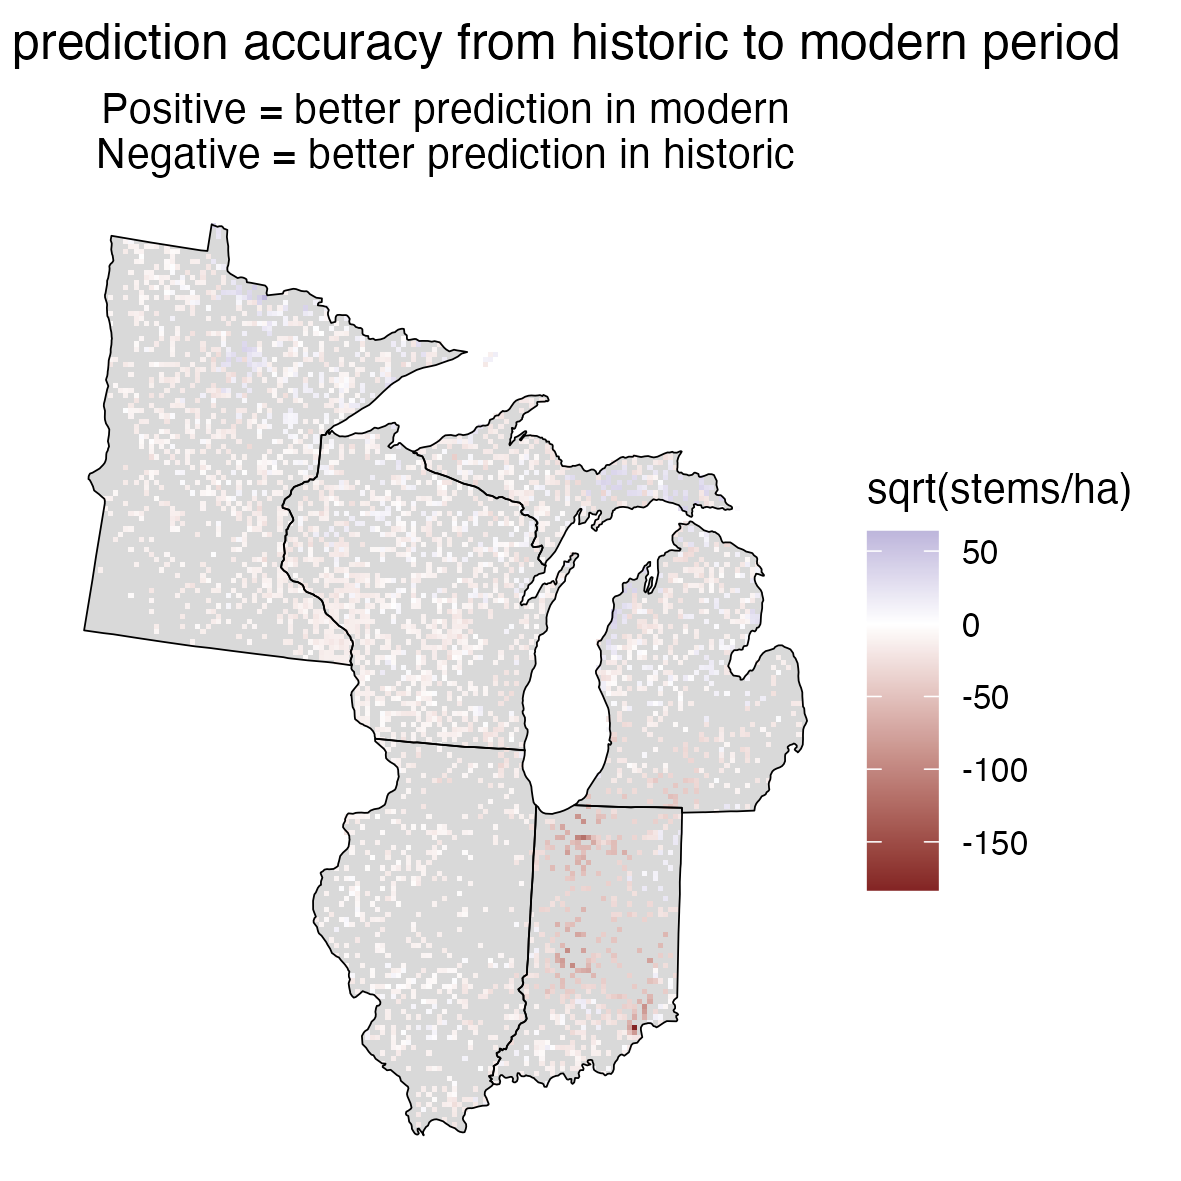 prediction accuracy from historic to modern period
Positive = better prediction in modern
Negative = better prediction in historic
sqrt(stems/ha)
50
0
-50
-100
-150